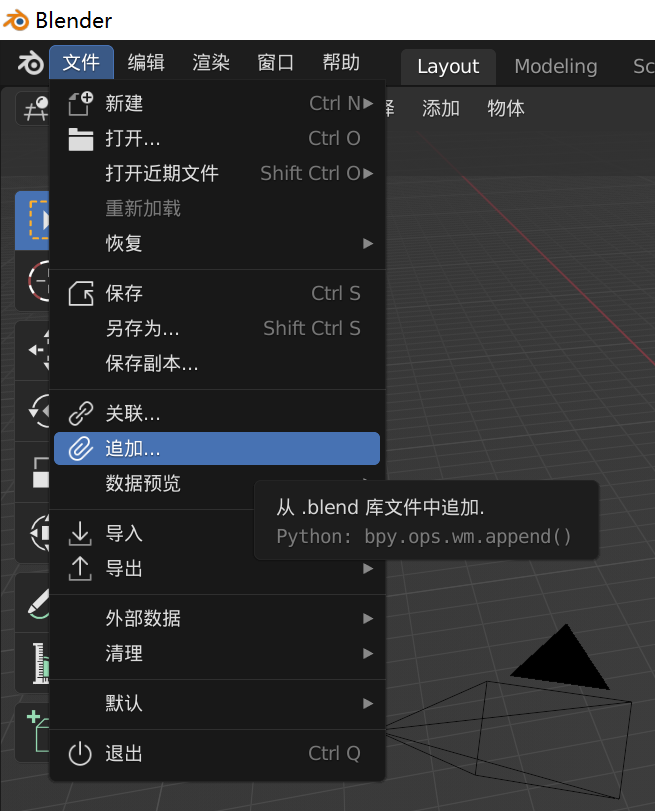 Blender
文件 编辑 渲染 窗口 帮助 Layout Modeling Sc
新建 Ctrl N
添加 物体
打开... Ctrl O
打开近期文件 Shift Ctrl O
重新加载
恢复
保存 Ctrl S
另存为... Shift Ctrl S
保存副本...
关联...
追加...
数据预览
从 .blend 库文件中追加.
Python: bpy.ops.wm.append()
导入
导出
外部数据
清理
默认
退出 Ctrl Q